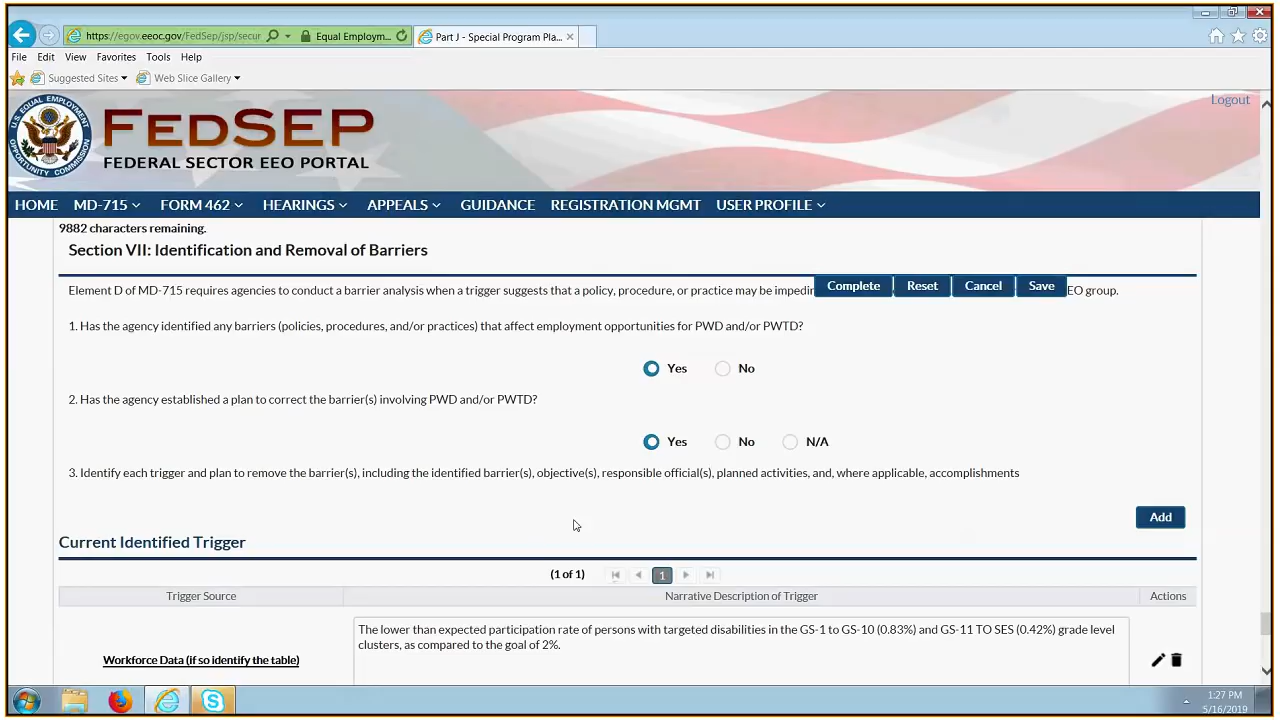 https://egov.eeoc.gov/FedSep/jsp/secur
Equal Employm...
Part J - Special Program Pla...
File Edit View Favorites Tools Help
Suggested Sites
Web Slice Gallery
Logout
U.S. EQUAL EMPLOYMENT OPPORTUNITY COMMISSION
FEDSEP
FEDERAL SECTOR EEO PORTAL
HOME MD-715 FORM 462 HEARINGS APPEALS GUIDANCE REGISTRATION MGMT USER PROFILE
9882 characters remaining.
Section VII: Identification and Removal of Barriers
Complete Reset Cancel Save
Element D of MD-715 requires agencies to conduct a barrier analysis when a trigger suggests that a policy, procedure, or practice may be impedin EO group.
1. Has the agency identified any barriers (policies, procedures, and/or practices) that affect employment opportunities for PWD and/or PWTD?
Yes No
2. Has the agency established a plan to correct the barrier(s) involving PWD and/or PWTD?
Yes No N/A
3. Identify each trigger and plan to remove the barrier(s), including the identified barrier(s), objective(s), responsible official(s), planned activities, and, where applicable, accomplishments
Add
Current Identified Trigger
(1 of 1) 1
Trigger Source Narrative Description of Trigger Actions
The lower than expected participation rate of persons with targeted disabilities in the GS-1 to GS-10 (0.83%) and GS-11 TO SES (0.42%) grade level
clusters, as compared to the goal of 2%.
Workforce Data (if so identify the table)
1:27 PM
5/16/2019